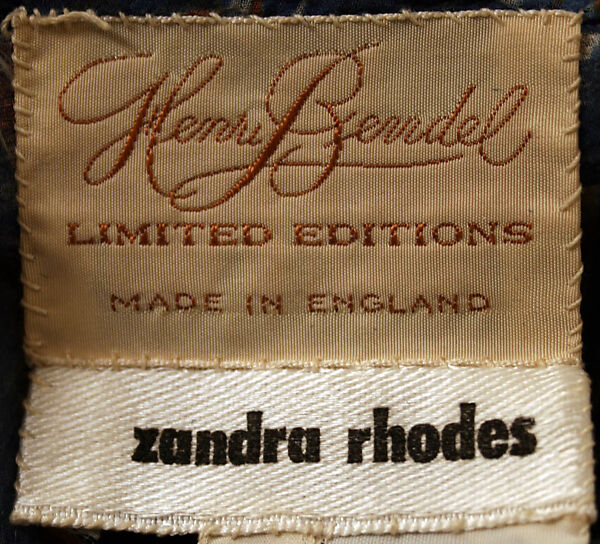 Henri Bendel
LIMITED EDITIONS
MADE IN ENGLAND
zandra rhodes